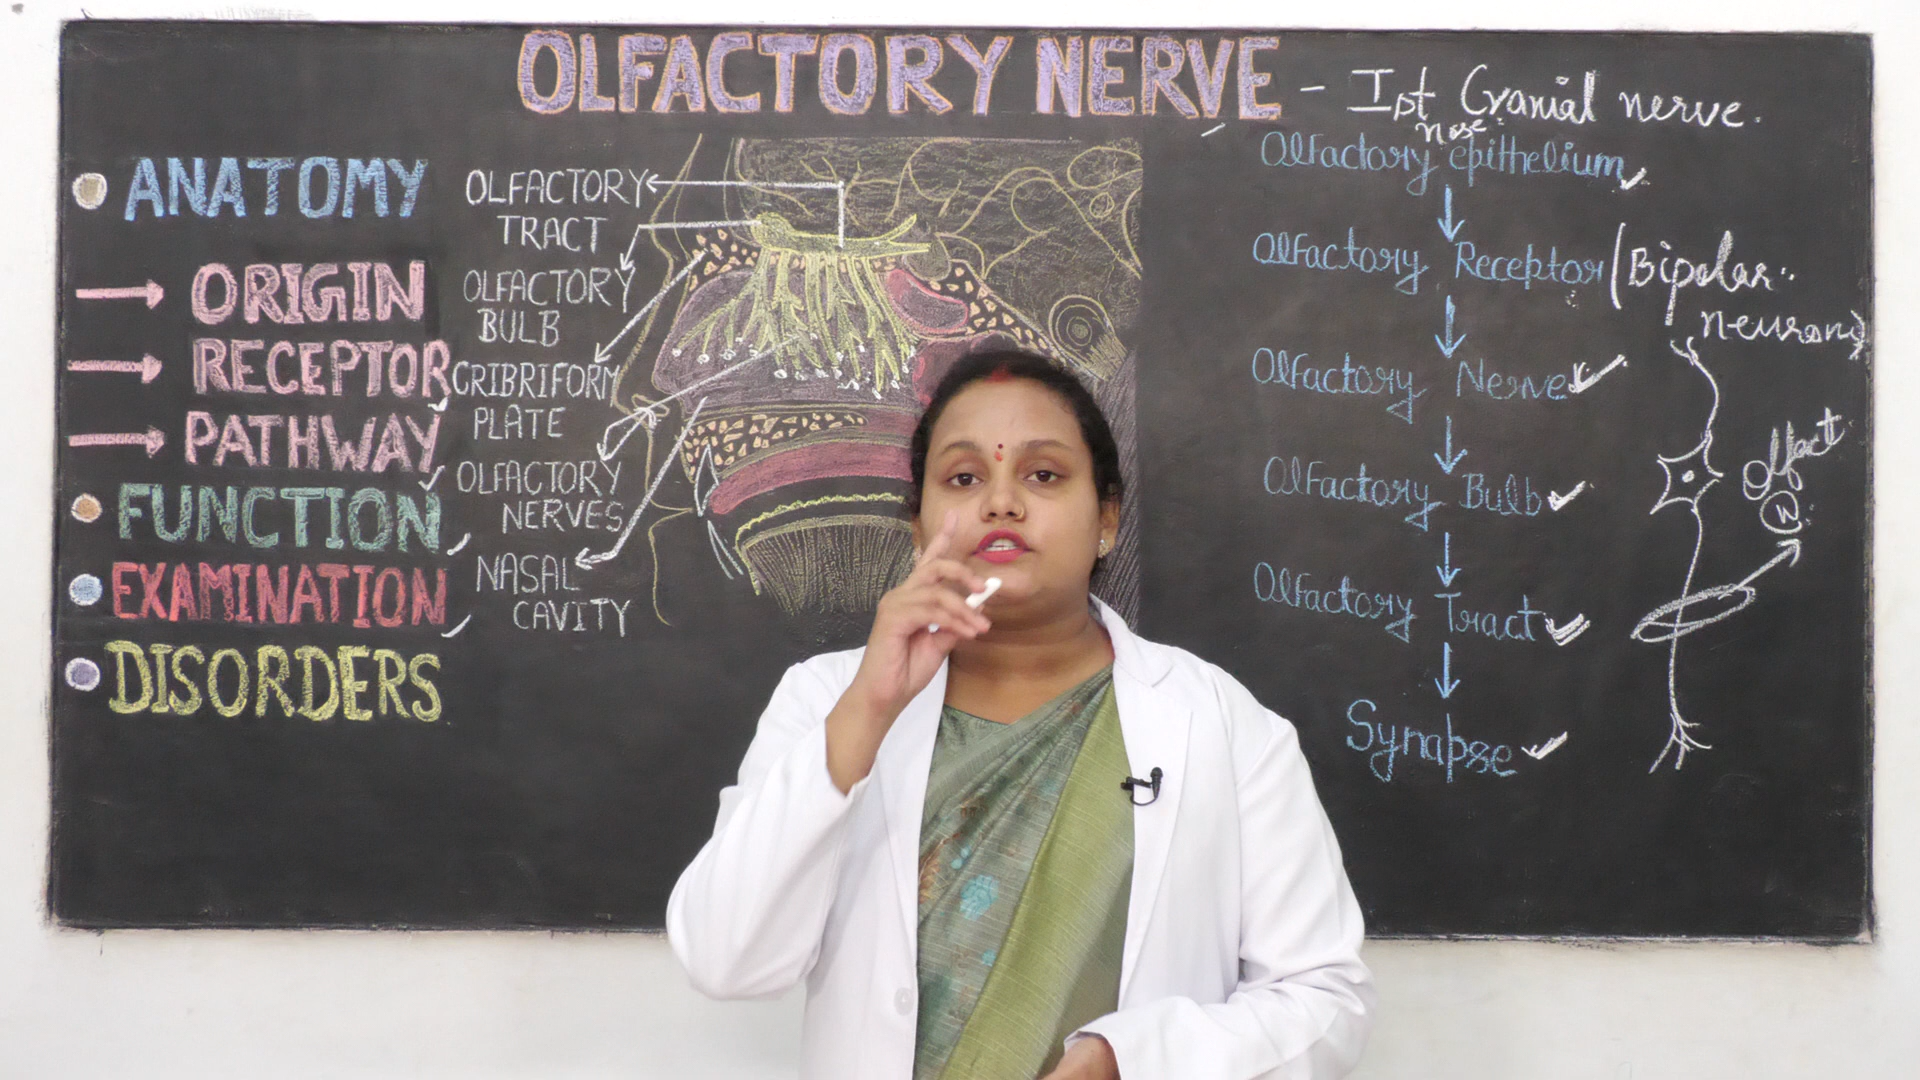 OLFACTORY NERVE - Ist Cranial nerve.
ANATOMY
ORIGIN
RECEPTOR
PATHWAY
FUNCTION
EXAMINATION
DISORDERS
OLFACTORY
TRACT
OLFACTORY
BULB
CRIBRIFORM
PLATE
OLFACTORY
NERVES
NASAL
CAVITY
nose
Olfactory epithelium
Olfactory Receptor (Bipolar
neuron)
Olfactory Nerve
Olfactory Bulb
Olfactory Tract
Synapse
olfact
N